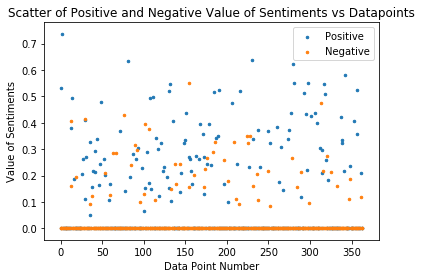 Scatter of Positive and Negative Value of Sentiments vs Datapoints
Positive
Negative
Value of Sentiments
0.7
0.6
0.5
0.4
0.3
0.2
0.1
0.0
0 50 100 150 200 250 300 350
Data Point Number